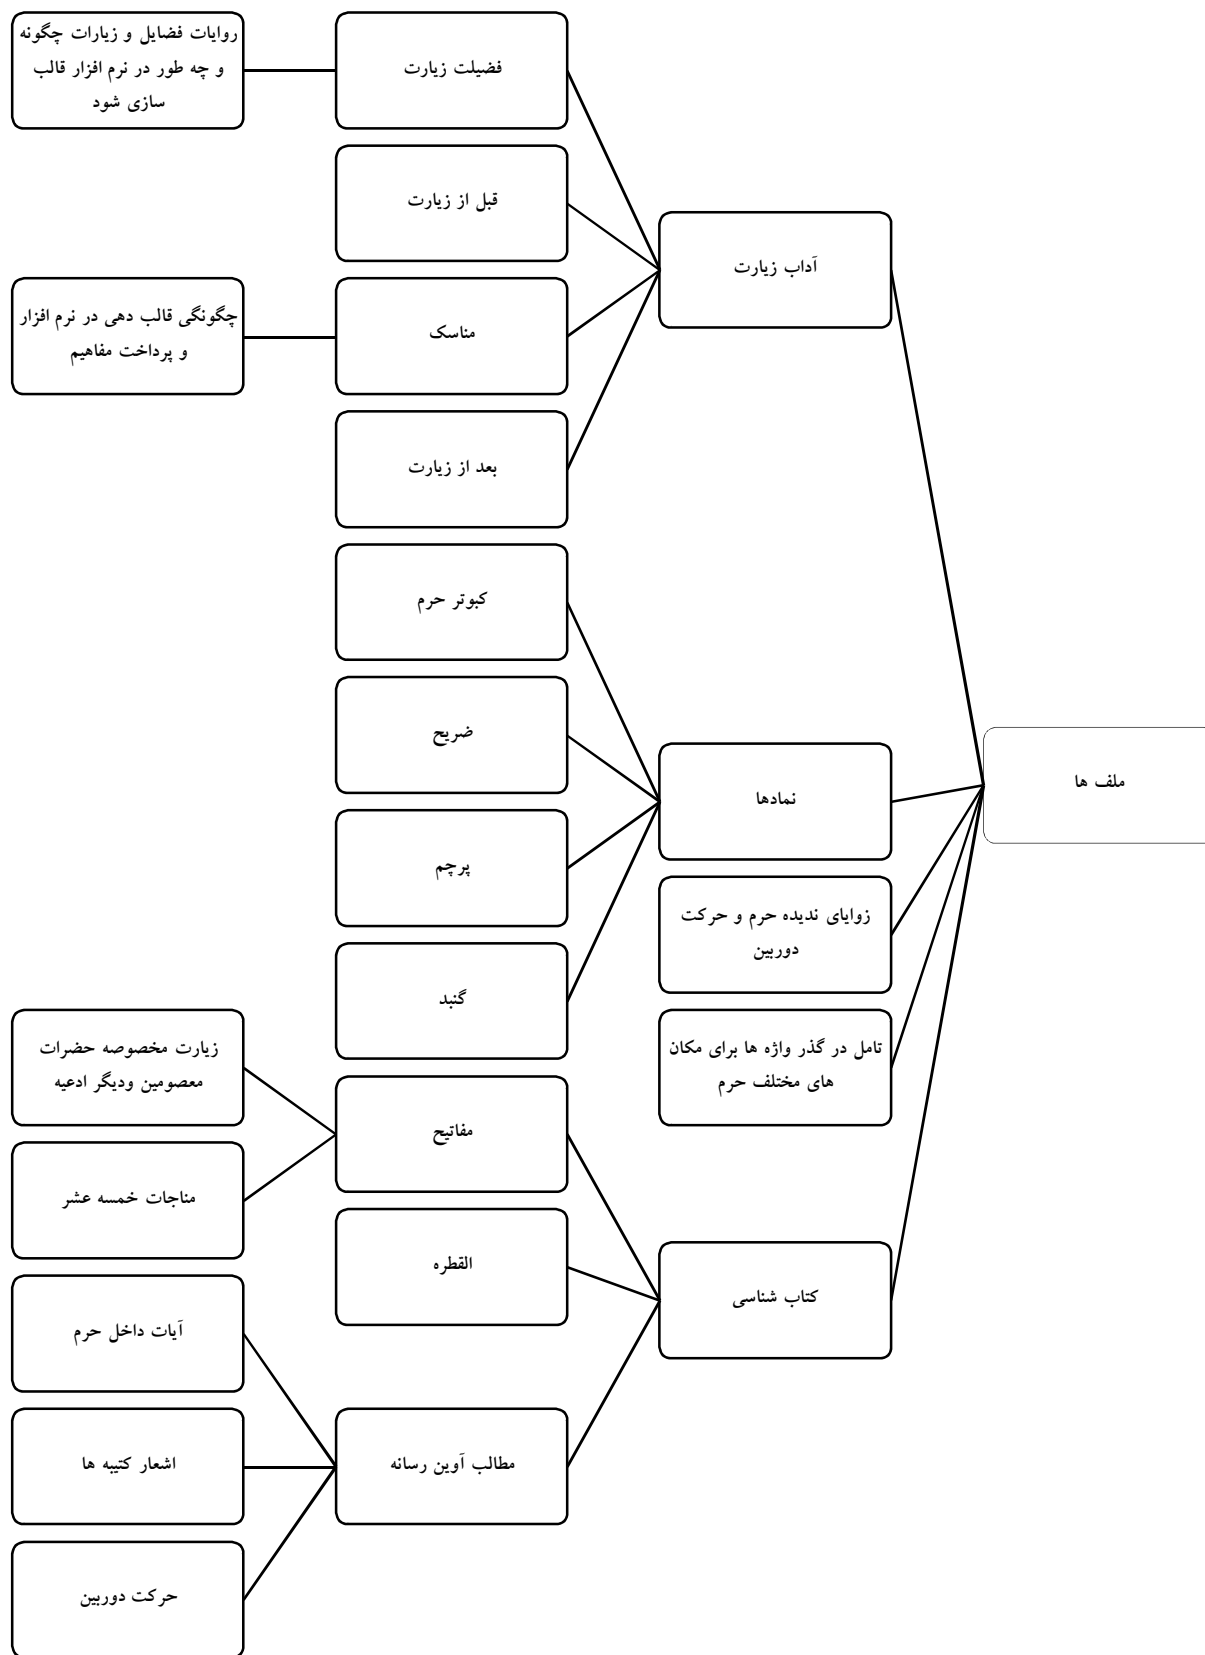 ملف ها
آداب زیارت
فضیلت زیارت
روایات فضایل و زیارات چگونه
و چه طور در نرم افزار قالب
سازی شود
قبل از زیارت
مناسک
چگونگی قالب دهی در نرم افزار
و پرداخت مفاهیم
بعد از زیارت
نمادها
کبوتر حرم
ضریح
پرچم
گنبد
زوایای ندیده حرم و حرکت
دوربین
تامل در گذر واژه ها برای مکان
های مختلف حرم
کتاب شناسی
مفاتیح
زیارت مخصوصه حضرات
معصومین ودیگر ادعیه
مناجات خمسه عشر
القطره
مطالب آوین رسانه
آیات داخل حرم
اشعار کتیبه ها
حرکت دوربین